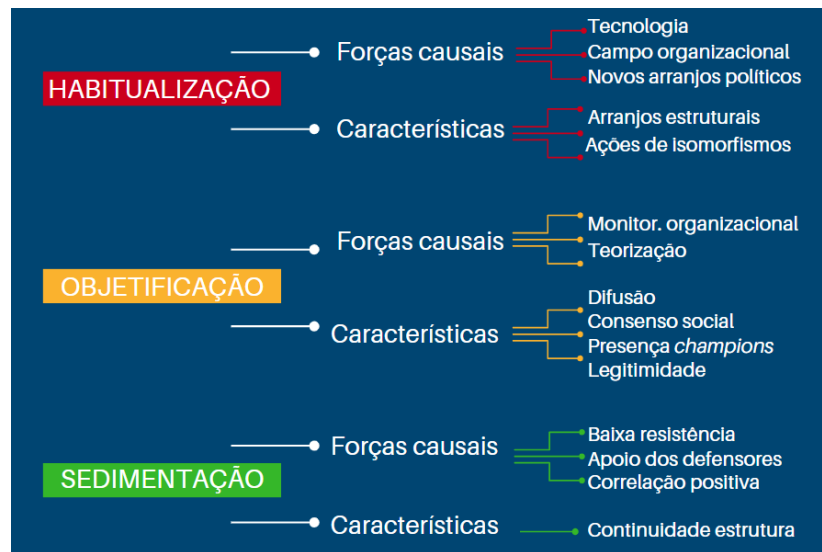 HABITUALIZAÇÃO
Forças causais
Tecnologia
Campo organizacional
Novos arranjos políticos
Características
Arranjos estruturais
Ações de isomorfismos
OBJETIFICAÇÃO
Forças causais
Monitor. organizacional
Teorização
Características
Difusão
Consenso social
Presença champions
Legitimidade
SEDIMENTAÇÃO
Forças causais
Baixa resistência
Apoio dos defensores
Correlação positiva
Características
Continuidade estrutura